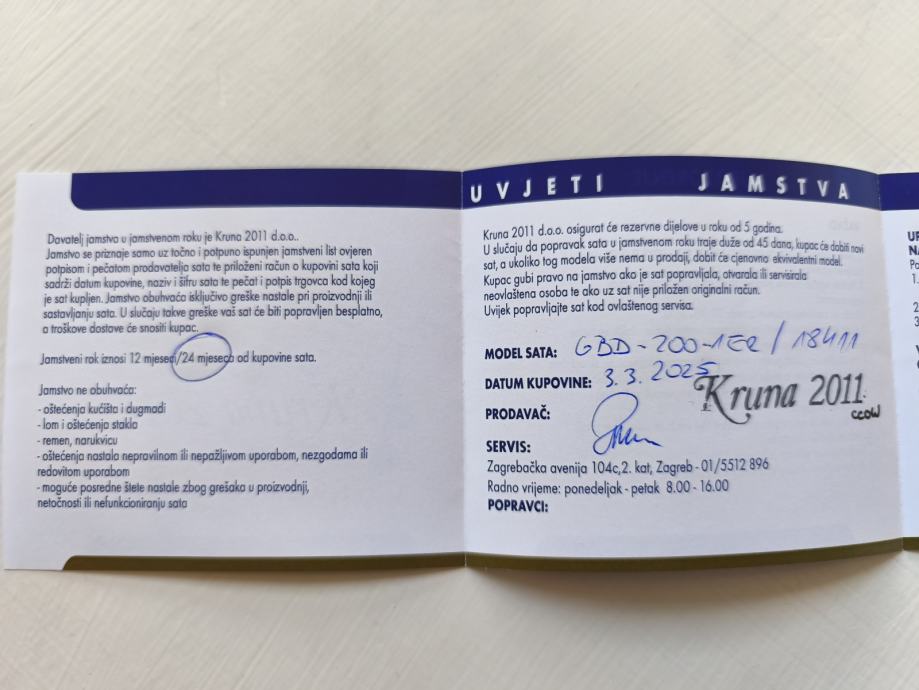 Davatelj jamstva u jamstvenom roku je Kruna 2011 d.o.o..
Jamstvo se priznaje samo uz točno i potpuno ispunjen jamstveni list ovjeren
potpisom i pečatom prodavatelja sata te priloženi račun o kupovini sata koji
sadrži datum kupovine, naziv i šifru sata te pečat i potpis trgovca kod kojeg
je sat kupljen. Jamstvo obuhvaća isključivo greške nastale pri proizvodnji ili
sastavljanju sata. U slučaju takve greške vaš sat će biti popravljen besplatno,
a troškove dostave će snositi kupac.
Jamstveni rok iznosi 12 mjeseci/24 mjeseca od kupovine sata.
Jamstvo ne obuhvaća:
- oštećenja kućišta i dugmadi
- lom i oštećenja stakla
- remen, narukvicu
- oštećenja nastala nepravilnom ili nepažljivom uporabom, nezgodama ili
redovitom uporabom
- moguće posredne štete nastale zbog grešaka u proizvodnji,
netočnosti ili nefunkcioniranju sata
UVJETI JAMSTVA
Kruna 2011 d.o.o. osigurat će rezervne dijelove u roku od 5 godina.
U slučaju da popravak sata u jamstvenom roku traje duže od 45 dana, kupac će dobiti novi
sat, a ukoliko tog modela više nema u prodaji, dobit će cjenovno ekvivalentni model.
Kupac gubi pravo na jamstvo ako je sat popravljala, otvarala ili servisirala
neovlaštena osoba te ako uz sat nije priložen originalni račun.
Uvijek popravljajte sat kod ovlaštenog servisa.
MODEL SATA: GBD-200-1ER / 18411
DATUM KUPOVINE: 3.3.2025
Kruna 2011
CCOW
PRODAVAČ:
SERVIS:
Zagrebačka avenija 104c,2. kat, Zagreb - 01/5512 896
Radno vrijeme: ponedeljak - petak 8.00 - 16.00
POPRAVCI:
1.
2
3